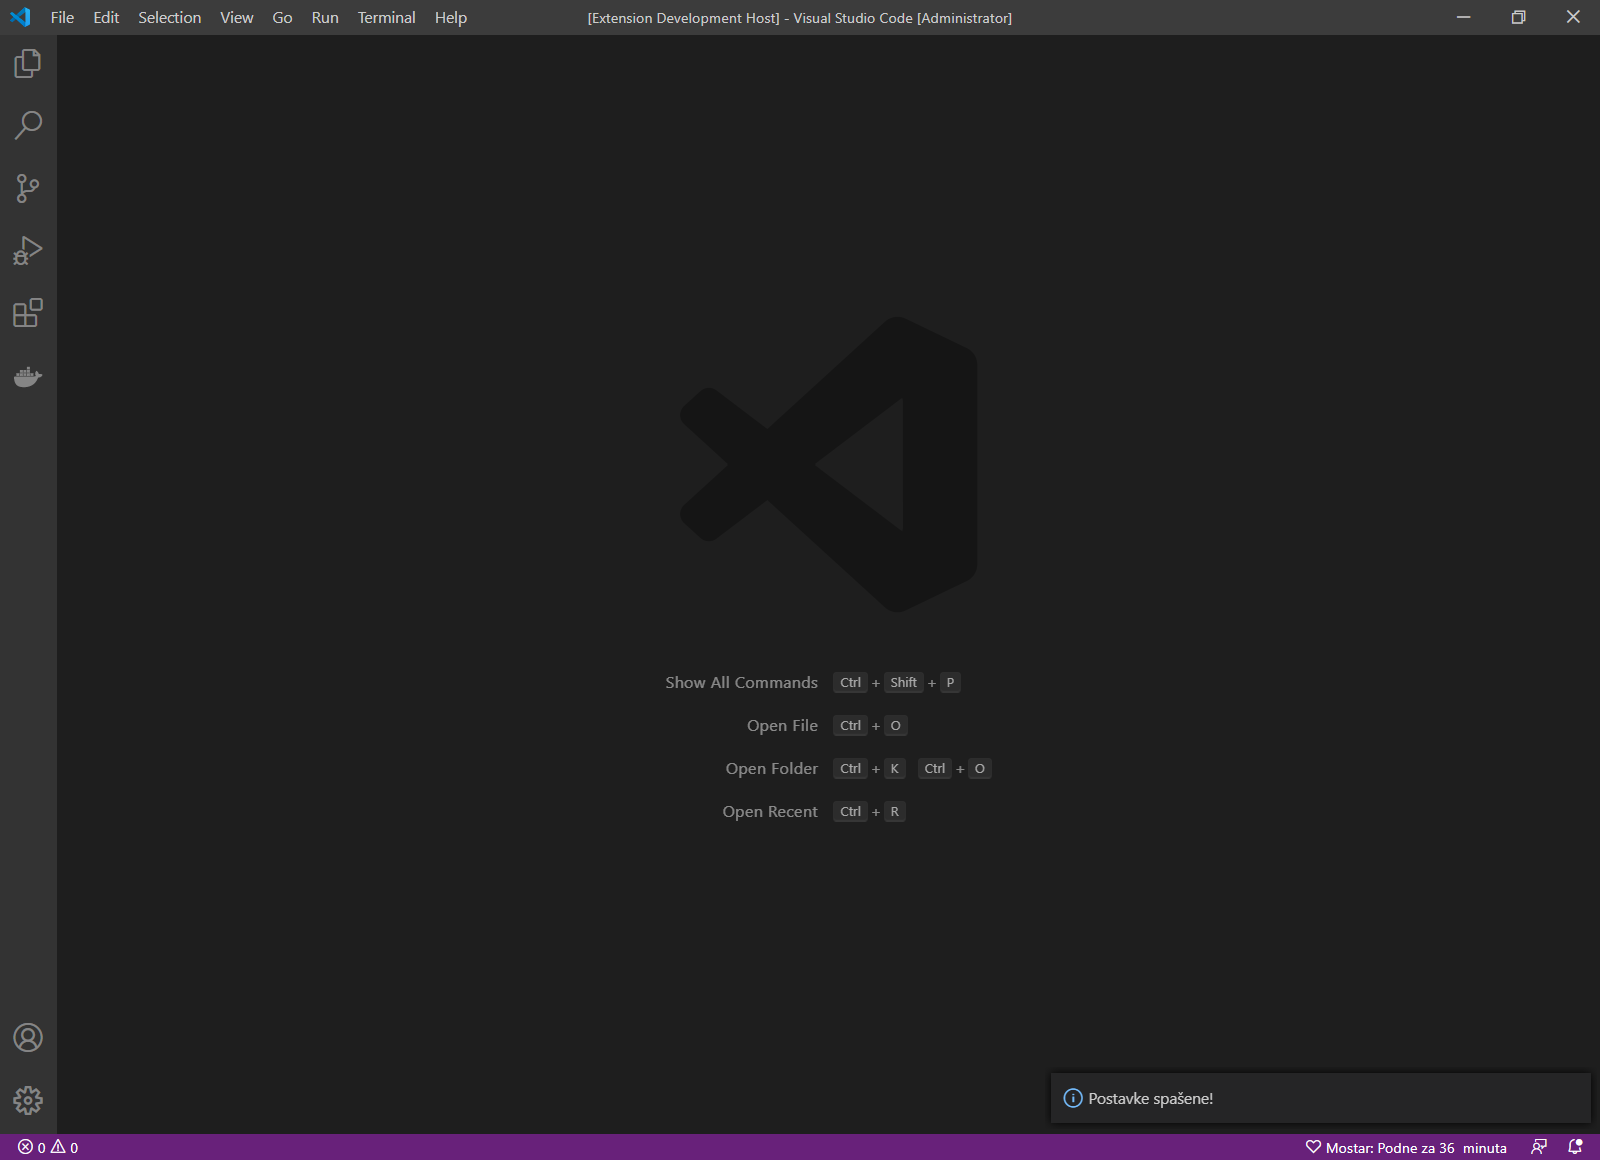 File Edit Selection View Go Run Terminal Help [Extension Development Host] - Visual Studio Code [Administrator]
Show All Commands Ctrl + Shift + P
Open File Ctrl + O
Open Folder Ctrl + K Ctrl + O
Open Recent Ctrl + R
Postavke spašene!
0 0 Mostar: Podne za 36 minuta